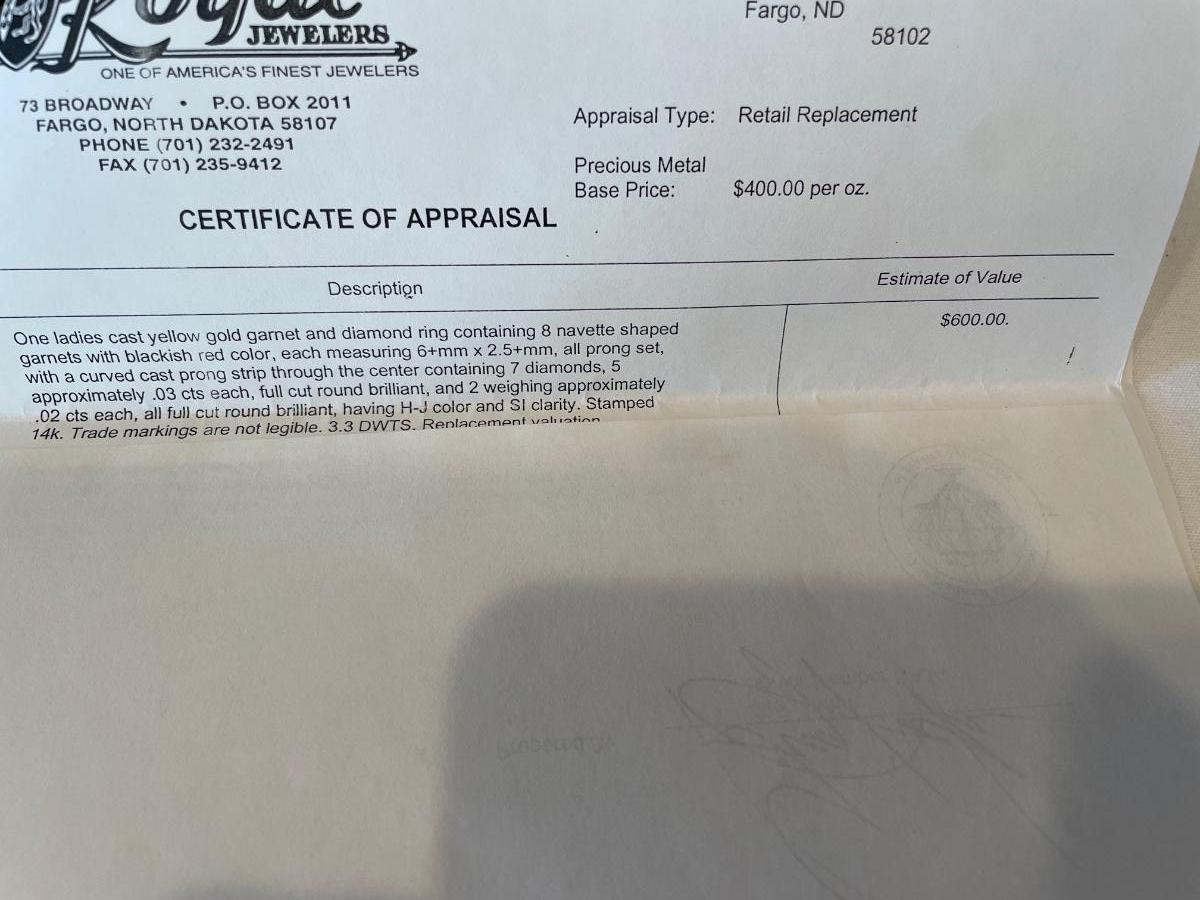 Royal
JEWELERS
ONE OF AMERICA'S FINEST JEWELERS
73 BROADWAY • P.O. BOX 2011
FARGO, NORTH DAKOTA 58107
PHONE (701) 232-2491
FAX (701) 235-9412
Fargo, ND
58102
Appraisal Type: Retail Replacement
Precious Metal
Base Price: $400.00 per oz.
CERTIFICATE OF APPRAISAL
Description
Estimate of Value
One ladies cast yellow gold garnet and diamond ring containing 8 navette shaped
garnets with blackish red color, each measuring 6+mm x 2.5+mm, all prong set,
with a curved cast prong strip through the center containing 7 diamonds, 5
approximately .03 cts each, full cut round brilliant, and 2 weighing approximately
.02 cts each, all full cut round brilliant, having H-J color and SI clarity. Stamped
14k. Trade markings are not legible. 3.3 DWTS. Replacement valuation
$600.00.